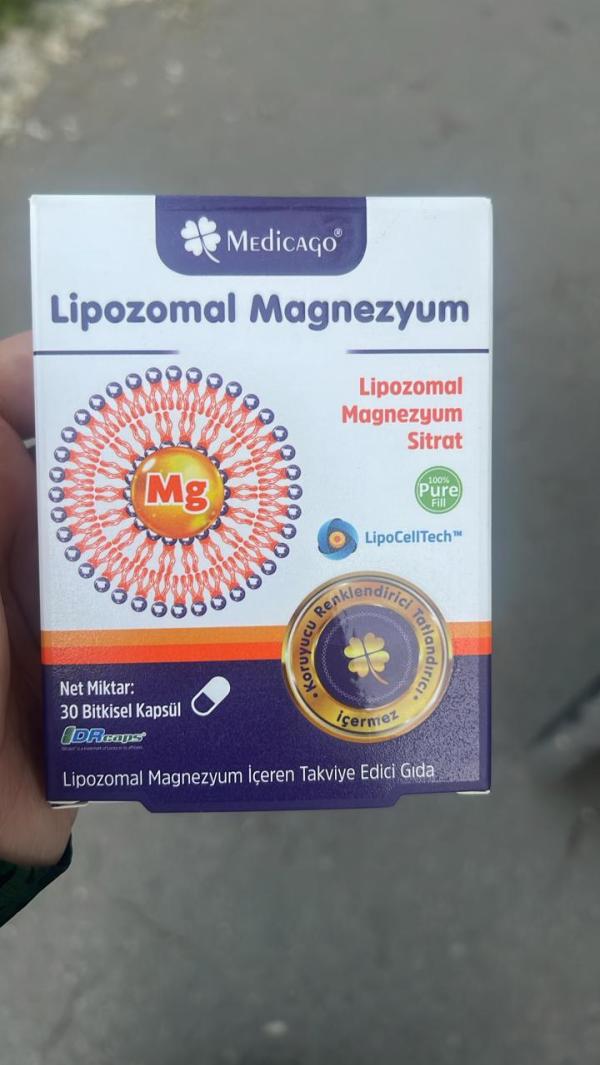 Medicago®
Lipozomal Magnezyum
Lipozomal
Magnezyum
Sitrat
Mg
100%
Pure
Fill
LipoCellTech™
Koruyucu Renklendirici Tatlandırıcı
içermez
Net Miktar:
30 Bitkisel Kapsül
DRcaps®
Lipozomal Magnezyum İçeren Takviye Edici Gıda